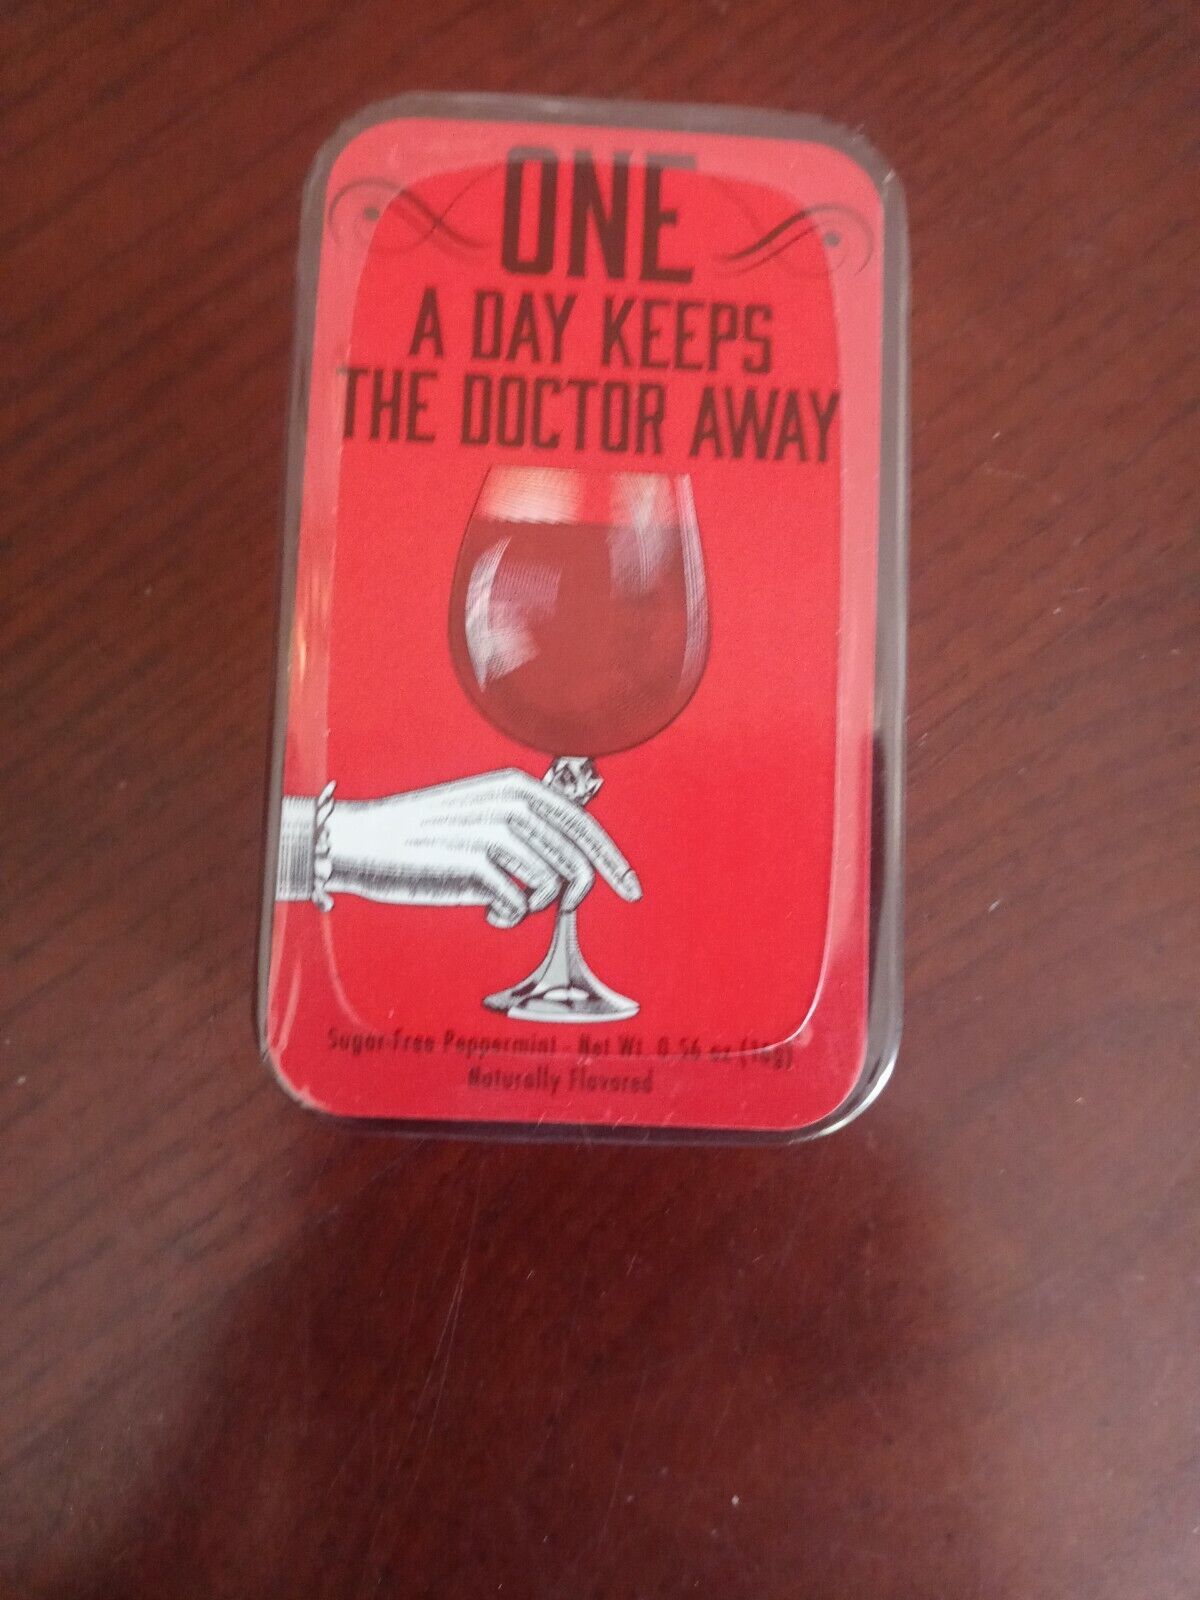 ONE
A DAY KEEPS
THE DOCTOR AWAY
Sugar-Free Peppermint - Net Wt. 0.56 oz (16g)
Naturally Flavored